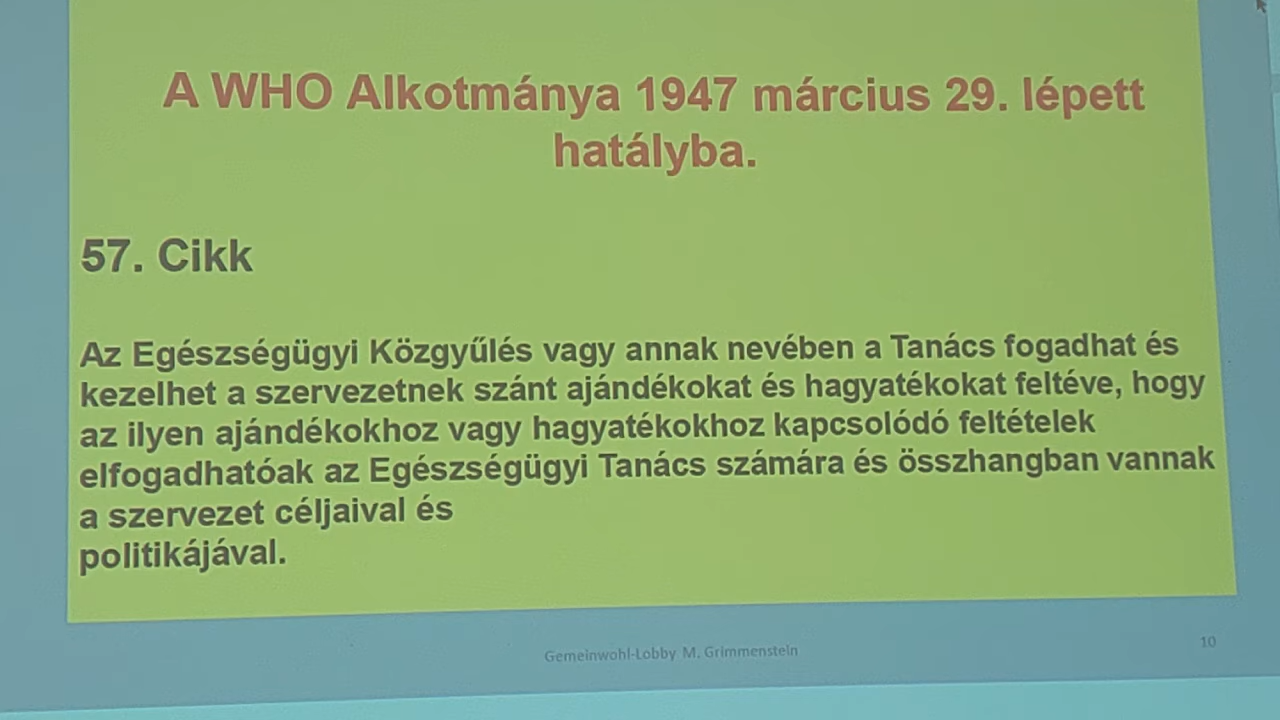 A WHO Alkotmánya 1947 március 29. lépett
hatályba.
57. Cikk
Az Egészségügyi Közgyűlés vagy annak nevében a Tanács fogadhat és
kezelhet a szervezetnek szánt ajándékokat és hagyatékokat feltéve, hogy
az ilyen ajándékokhoz vagy hagyatékokhoz kapcsolódó feltételek
elfogadhatóak az Egészségügyi Tanács számára és összhangban vannak
a szervezet céljaival és
politikájával.
Gemeinwohl-Lobby M. Grimmenstein
10